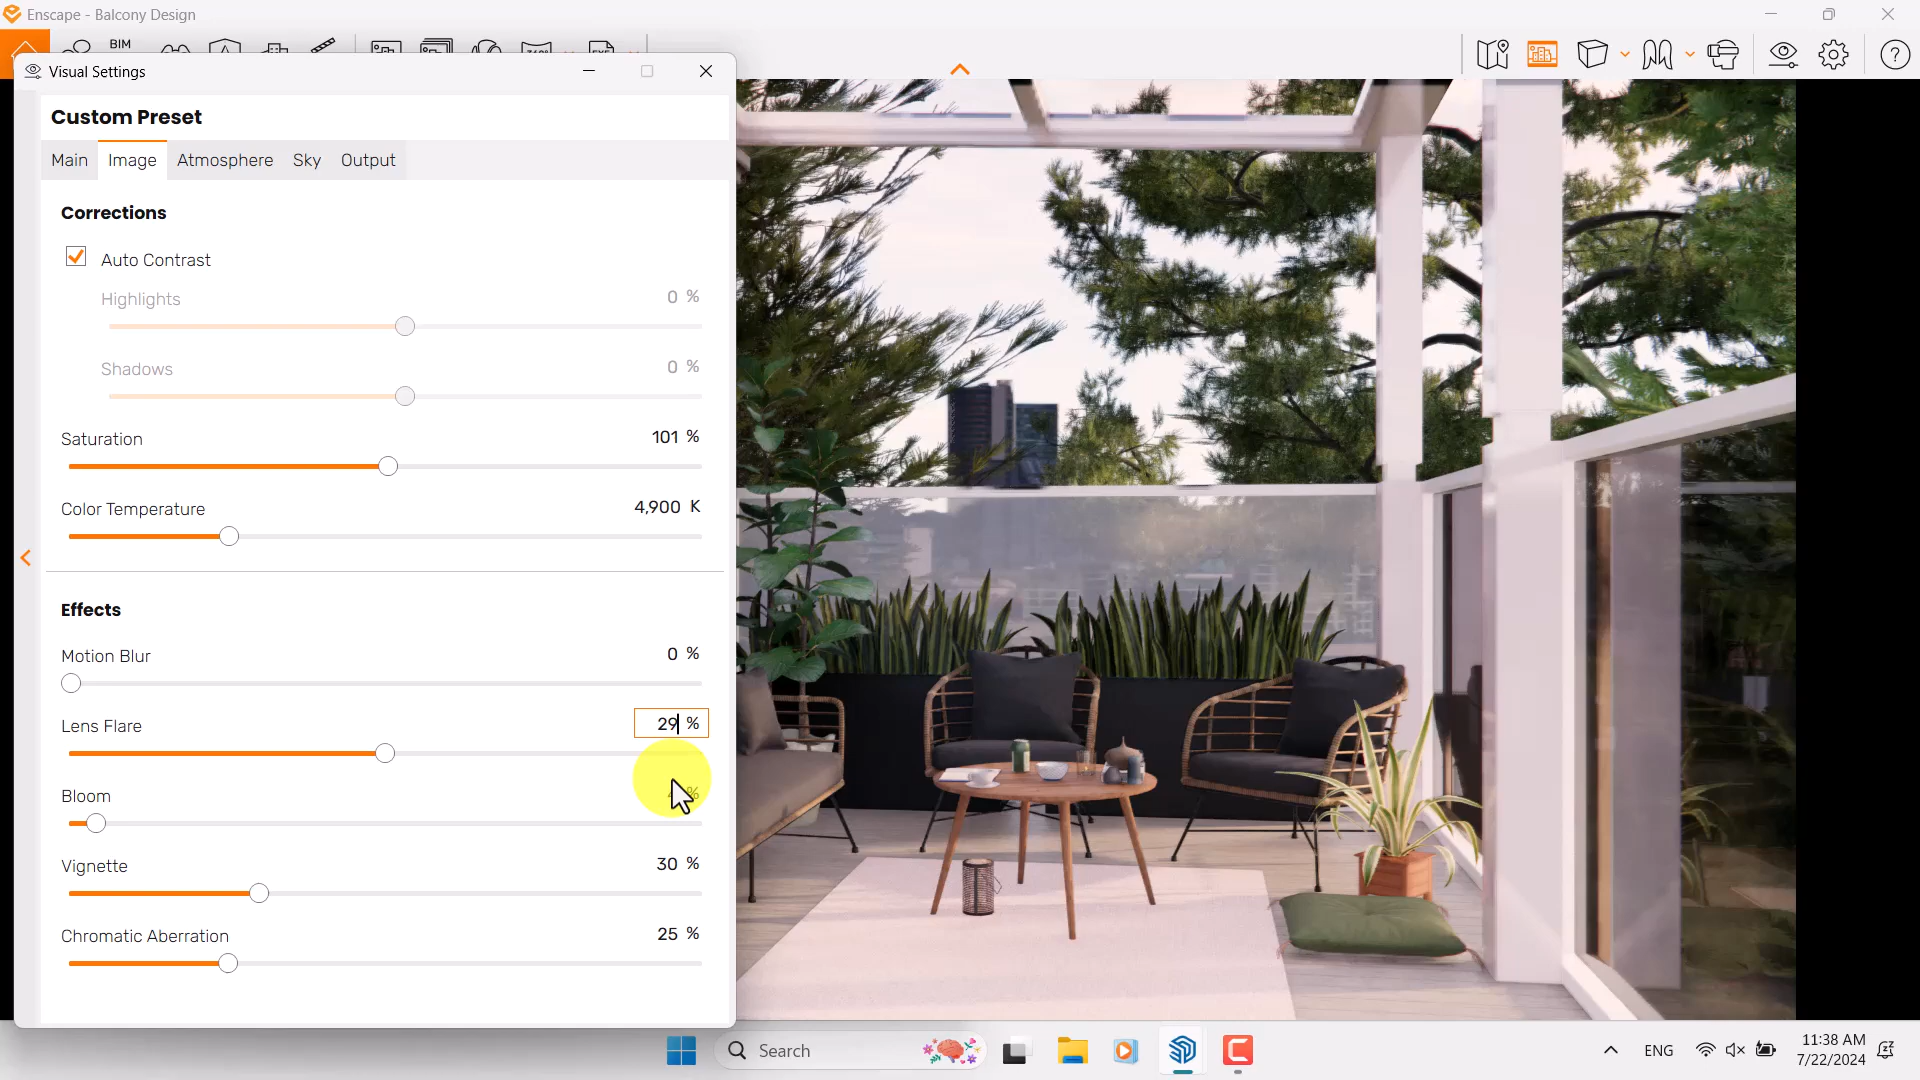 Enscape - Balcony Design
BIM
Visual Settings
Custom Preset
Main Image Atmosphere Sky Output
Corrections
Auto Contrast
Highlights 0 %
Shadows 0 %
Saturation 101 %
Color Temperature 4,900 K
Effects
Motion Blur 0 %
Lens Flare 29 %
Bloom %
Vignette 30 %
Chromatic Aberration 25 %
Search
ENG
11:38 AM
7/22/2024